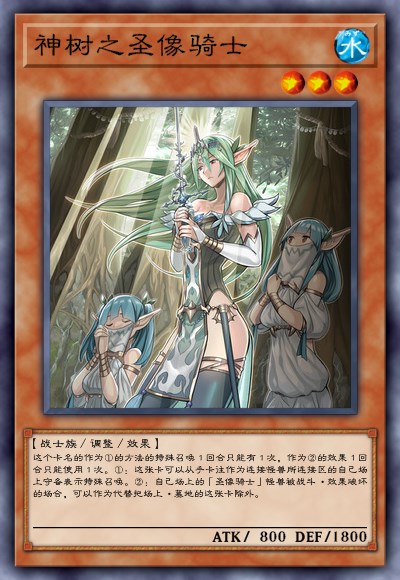 神树之圣像骑士
水
【战士族／调整／效果】
这个卡名的作为①的方法的特殊召唤1回合只能有1次，作为②的效果1回
合只能使用1次。①：这张卡可以从手卡往作为连接怪兽所连接区的自己场
上守备表示特殊召唤。②：自己场上的「圣像骑士」怪兽被战斗·效果破坏
的场合，可以作为代替把场上·墓地的这张卡除外。
ATK/ 800 DEF/1800